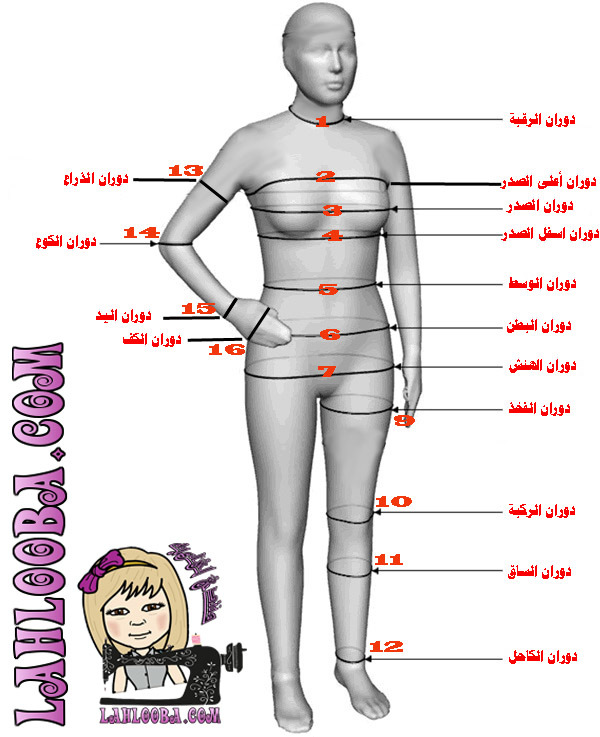 1 دوران الرقبة
13 دوران الذراع
2 دوران أعلى الصدر
3 دوران الصدر
4 دوران اسفل الصدر
14 دوران الكوع
5 دوران الوسط
15 دوران اليد
6 دوران البطن
16 دوران الكف
7 دوران الهنش
9 دوران الفخذ
10 دوران الركبة
11 دوران الساق
12 دوران الكاهل
LAHLOOBA.COM
LAHLOOBA.COM